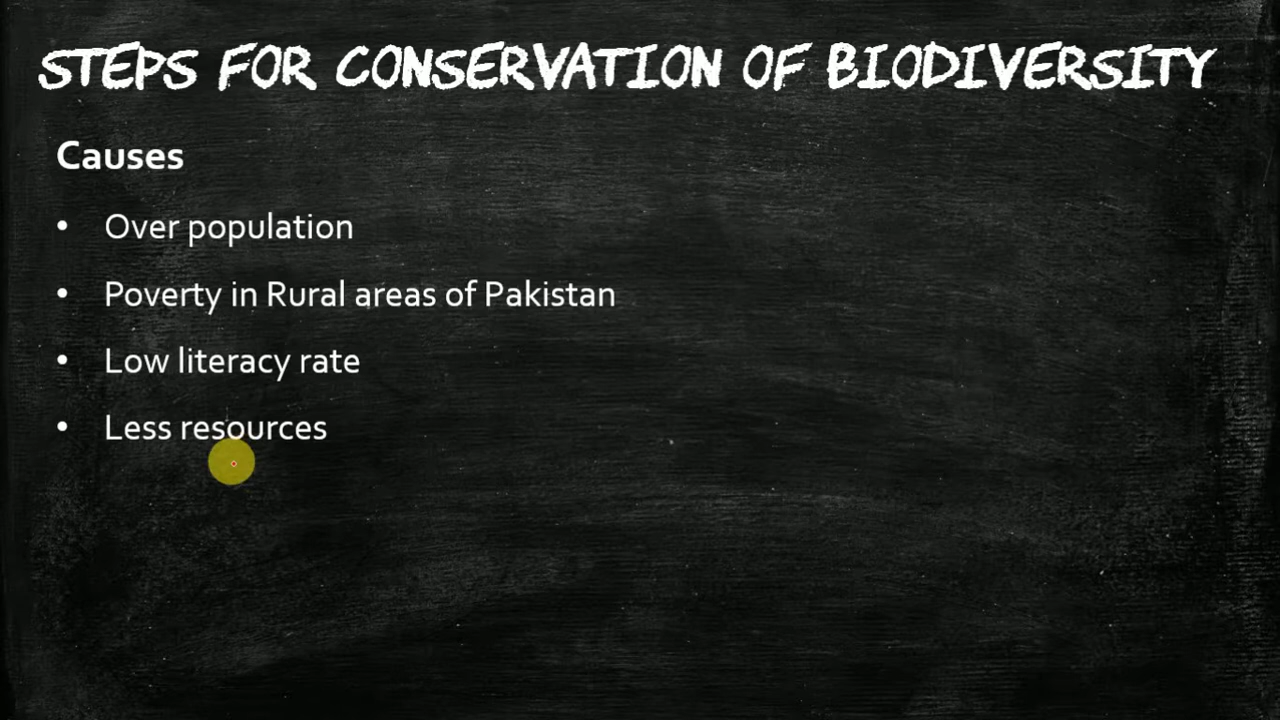 STEPS FOR CONSERVATION OF BIODIVERSITY
Causes
• Over population
• Poverty in Rural areas of Pakistan
• Low literacy rate
• Less resources